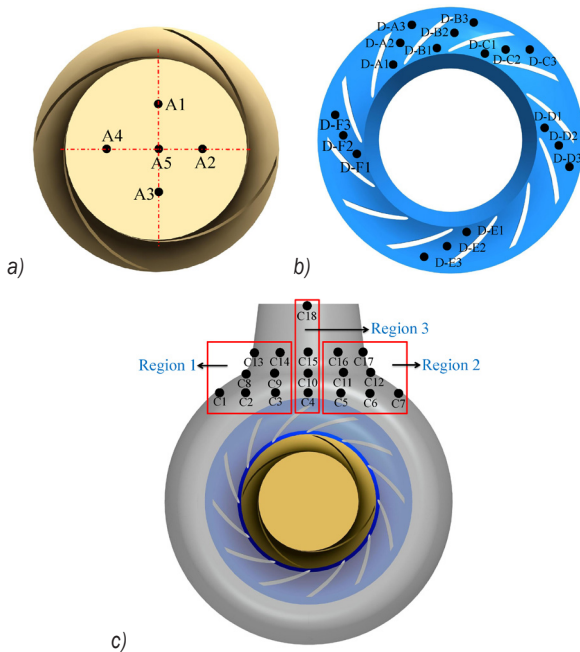 A1
A4
A5
A2
A3
a)
D-A3
D-B3
D-A2
D-B2
D-B1
D-C1
D-A1
D-C2
D-C3
D-F3
D-D1
D-F2
D-D2
D-F1
D-D3
D-E1
D-E2
D-E3
b)
C18
Region 3
C13
C14
C15
C16
C17
Region 1
Region 2
C8
C9
C10
C11
C12
C1
C2
C3
C4
C5
C6
C7
c)